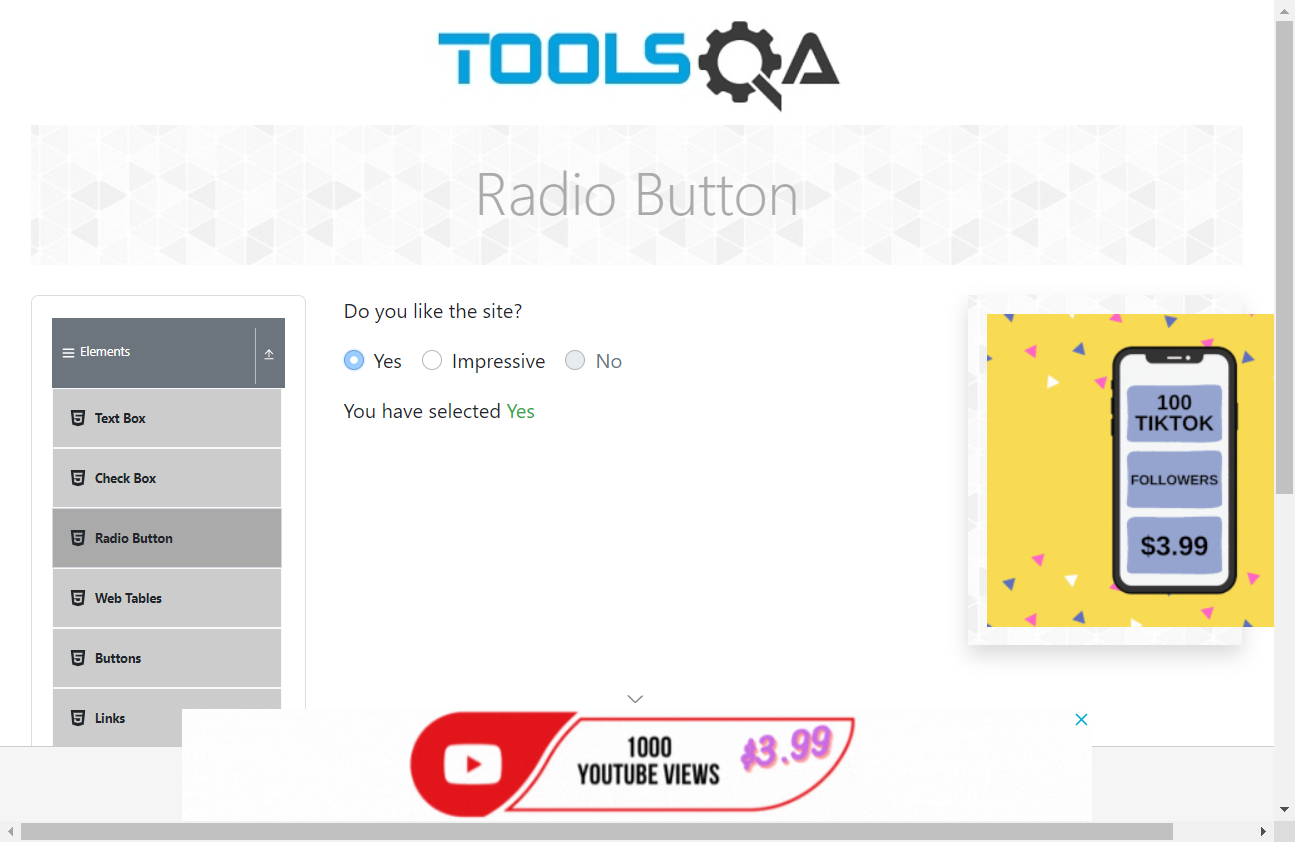 TOOLSQA
Radio Button
Elements
Text Box
Check Box
Radio Button
Web Tables
Buttons
Links
Do you like the site?
Yes
Impressive
No
You have selected Yes
100
TIKTOK
FOLLOWERS
$3.99
1000
YOUTUBE VIEWS
$3.99